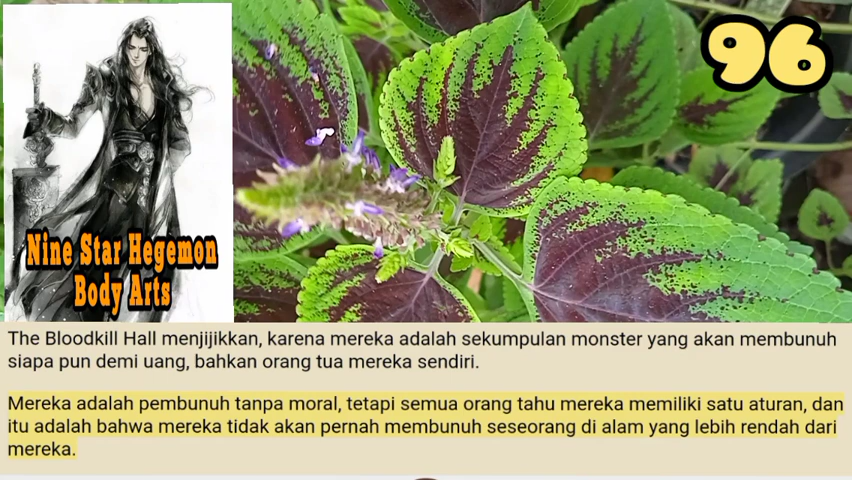 96
Nine Star Hegemon
Body Arts
The Bloodkill Hall menjijikkan, karena mereka adalah sekumpulan monster yang akan membunuh
siapa pun demi uang, bahkan orang tua mereka sendiri.
Mereka adalah pembunuh tanpa moral, tetapi semua orang tahu mereka memiliki satu aturan, dan
itu adalah bahwa mereka tidak akan pernah membunuh seseorang di alam yang lebih rendah dari
mereka.